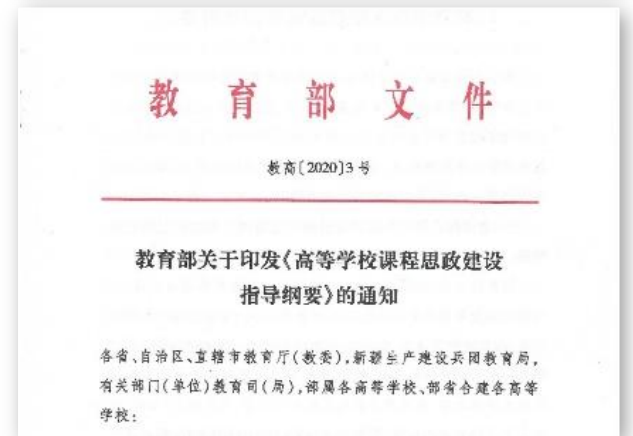 教育部文件
教高〔2020〕3号
教育部关于印发《高等学校课程思政建设
指导纲要》的通知
各省、自治区、直辖市教育厅(教委),新疆生产建设兵团教育局,
有关部门(单位)教育司(局),部属各高等学校、部省合建各高等
学校: